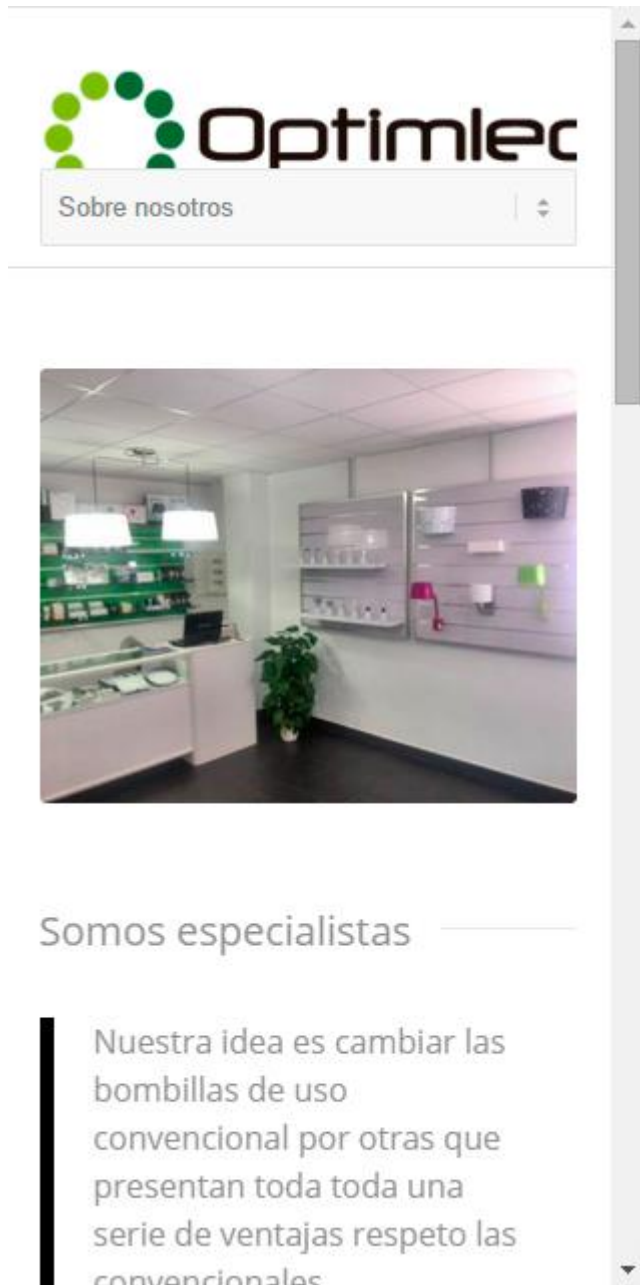 Optimlec
Sobre nosotros
Somos especialistas
Nuestra idea es cambiar las
bombillas de uso
convencional por otras que
presentan toda toda una
serie de ventajas respeto las
convencionales